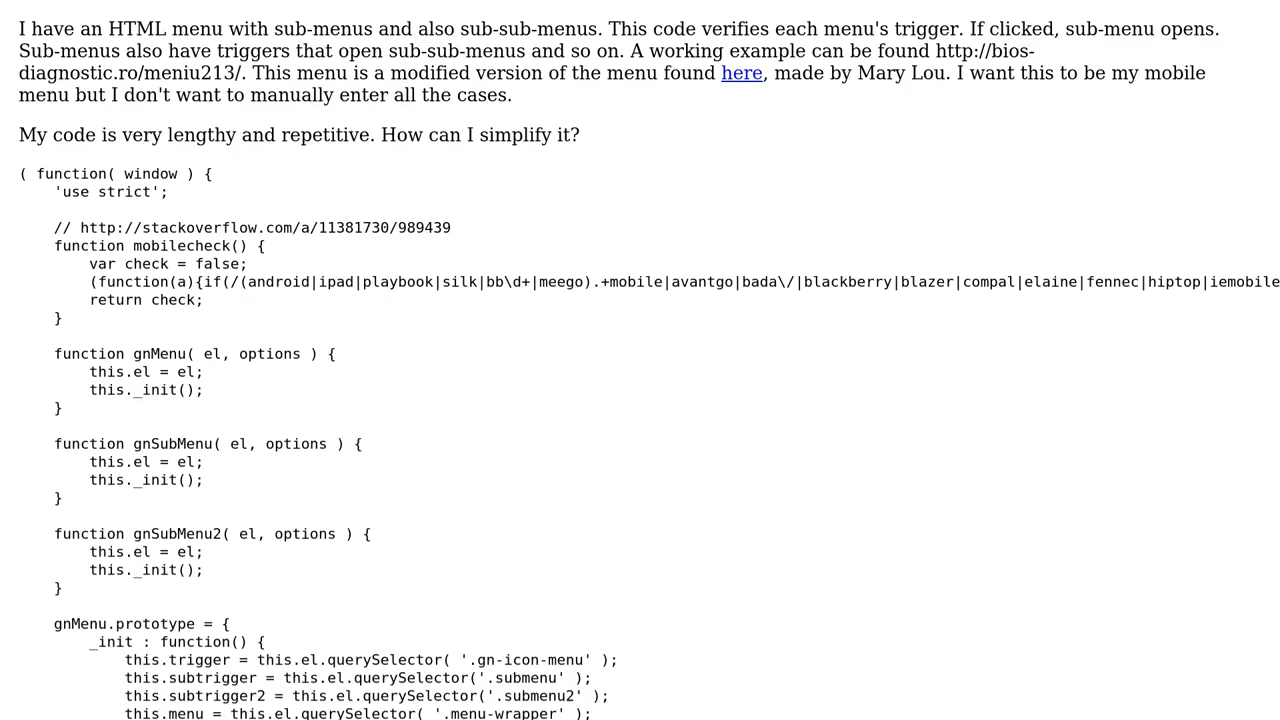 I have an HTML menu with sub-menus and also sub-sub-menus. This code verifies each menu's trigger. If clicked, sub-menu opens.
Sub-menus also have triggers that open sub-sub-menus and so on. A working example can be found http://bios-
diagnostic.ro/meniu213/. This menu is a modified version of the menu found here, made by Mary Lou. I want this to be my mobile
menu but I don't want to manually enter all the cases.
My code is very lengthy and repetitive. How can I simplify it?
( function( window ) {
    'use strict';
    // http://stackoverflow.com/a/11381730/989439
    function mobilecheck() {
        var check = false;
        (function(a){if(/(android|ipad|playbook|silk|bb\d+|meego).+mobile|avantgo|bada\/|blackberry|blazer|compal|elaine|fennec|hiptop|iemobile
        return check;
    }
    function gnMenu( el, options ) {
        this.el = el;
        this._init();
    }
    function gnSubMenu( el, options ) {
        this.el = el;
        this._init();
    }
    function gnSubMenu2( el, options ) {
        this.el = el;
        this._init();
    }
    gnMenu.prototype = {
        _init : function() {
            this.trigger = this.el.querySelector( '.gn-icon-menu' );
            this.subtrigger = this.el.querySelector('.submenu' );
            this.subtrigger2 = this.el.querySelector('.submenu2' );
            this.menu = this.el.querySelector( '.menu-wrapper' );